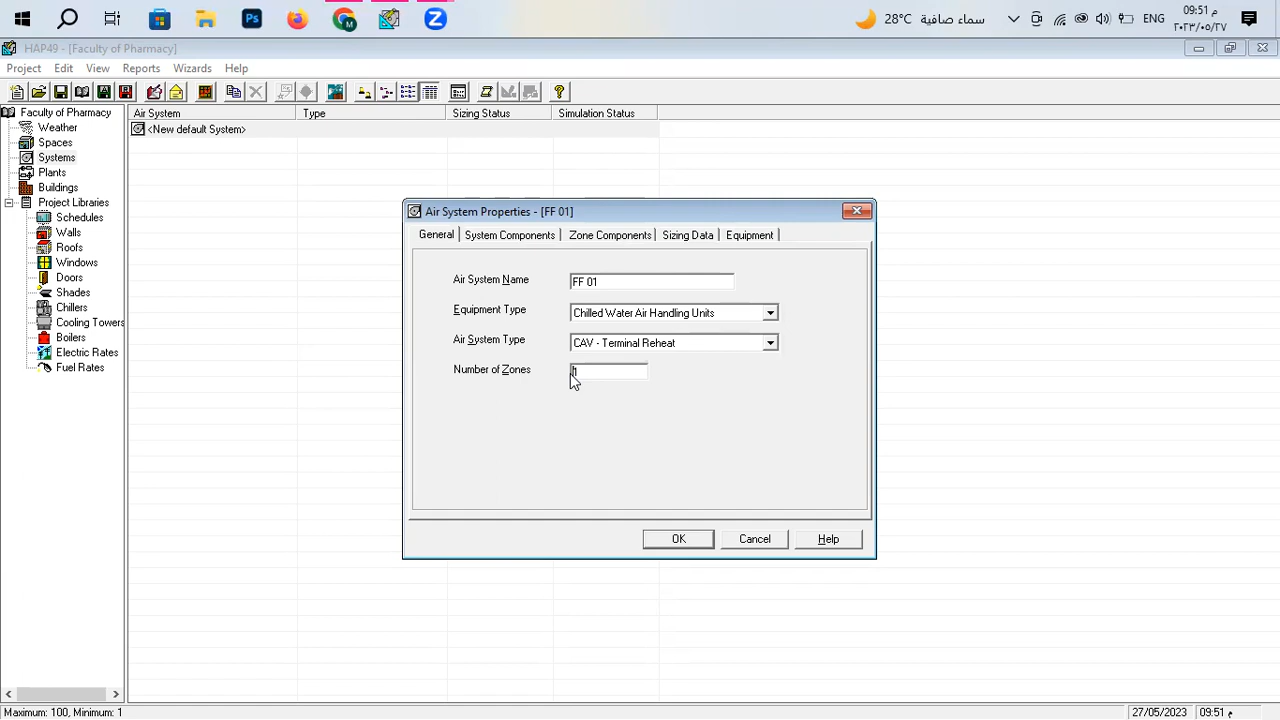 سماء صافية
28°C
ENG
09:51 م
٢٠٢٣/٠٥/٢٧
HAP49 - [Faculty of Pharmacy]
Project Edit View Reports Wizards Help
Faculty of Pharmacy
Weather
Spaces
Systems
Plants
Buildings
Project Libraries
Schedules
Walls
Roofs
Windows
Doors
Shades
Chillers
Cooling Towers
Boilers
Electric Rates
Fuel Rates
Air System Type Sizing Status Simulation Status
<New default System>
Air System Properties - [FF 01]
General System Components Zone Components Sizing Data Equipment
Air System Name FF 01
Equipment Type Chilled Water Air Handling Units
Air System Type CAV - Terminal Reheat
Number of Zones 1
OK Cancel Help
Maximum: 100, Minimum: 1
27/05/2023 09:51 م